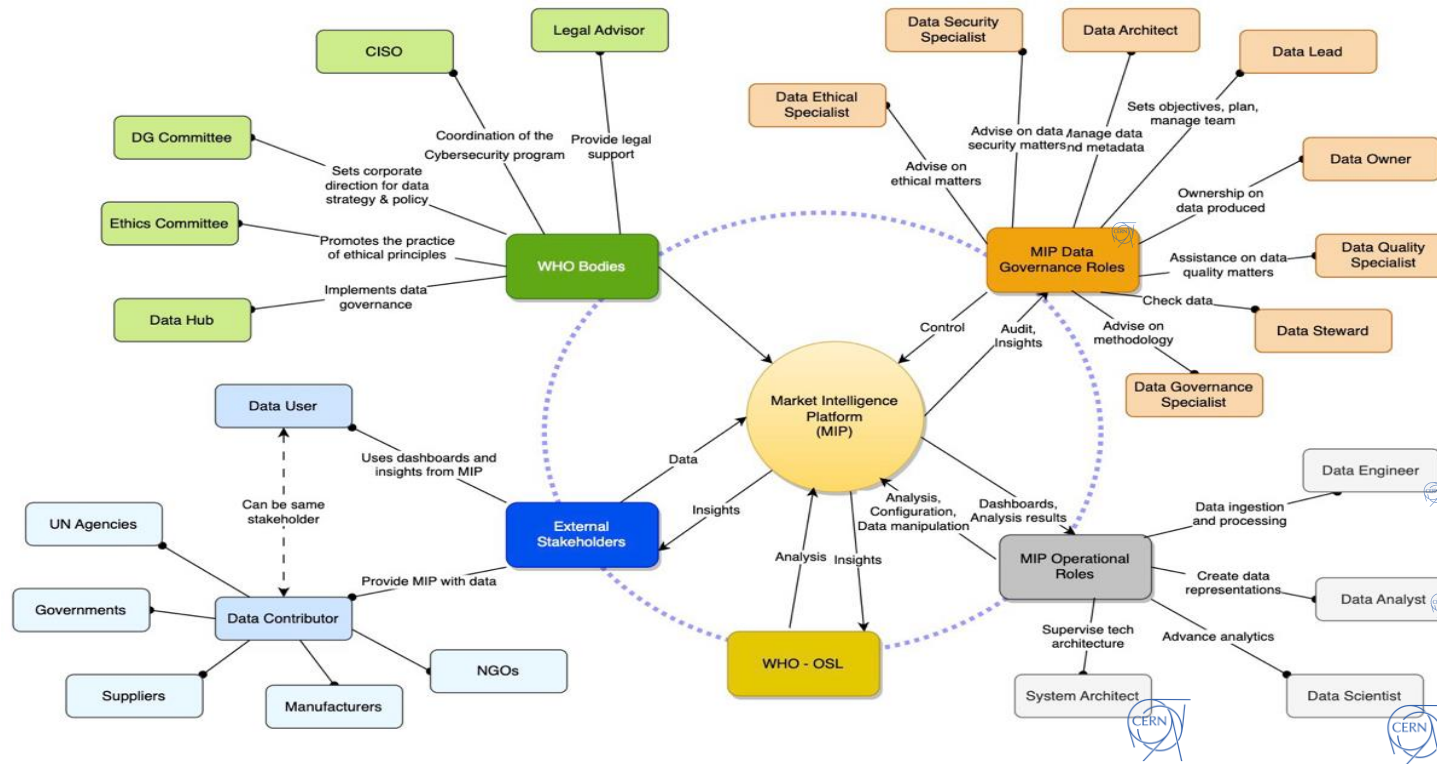 Legal Advisor
CISO
Data Security
Specialist
Data Architect
Data Lead
Data Ethical
Specialist
DG Committee
Coordination of the
Cybersecurity program
Provide legal
support
Sets corporate
direction for data
strategy & policy
Ethics Committee
Promotes the practice
of ethical principles
Implements data
governance
Data Hub
WHO Bodies
Advise on
ethical matters
Advise on data
security matters
Manage data
nd metadata
Sets objectives, plan,
manage team
Data Owner
Ownership on
data produced
MIP Data
Governance Roles
CERN
Assistance on data
quality matters
Data Quality
Specialist
Check data
Data Steward
Advise on
methodology
Data Governance
Specialist
Control
Audit,
Insights
Market Intelligence
Platform
(MIP)
Data User
Uses dashboards and
insights from MIP
Data
Can be same
stakeholder
Insights
External
Stakeholders
UN Agencies
Provide MIP with data
Governments
Data Contributor
Suppliers
Manufacturers
NGOs
Analysis
Insights
WHO - OSL
Analysis,
Configuration,
Data manipulation
Dashboards,
Analysis results
MIP Operational
Roles
Data Engineer
Data ingestion
and processing
Create data
representations
Data Analyst
Supervise tech
architecture
Advance analytics
System Architect
Data Scientist
CERN
CERN